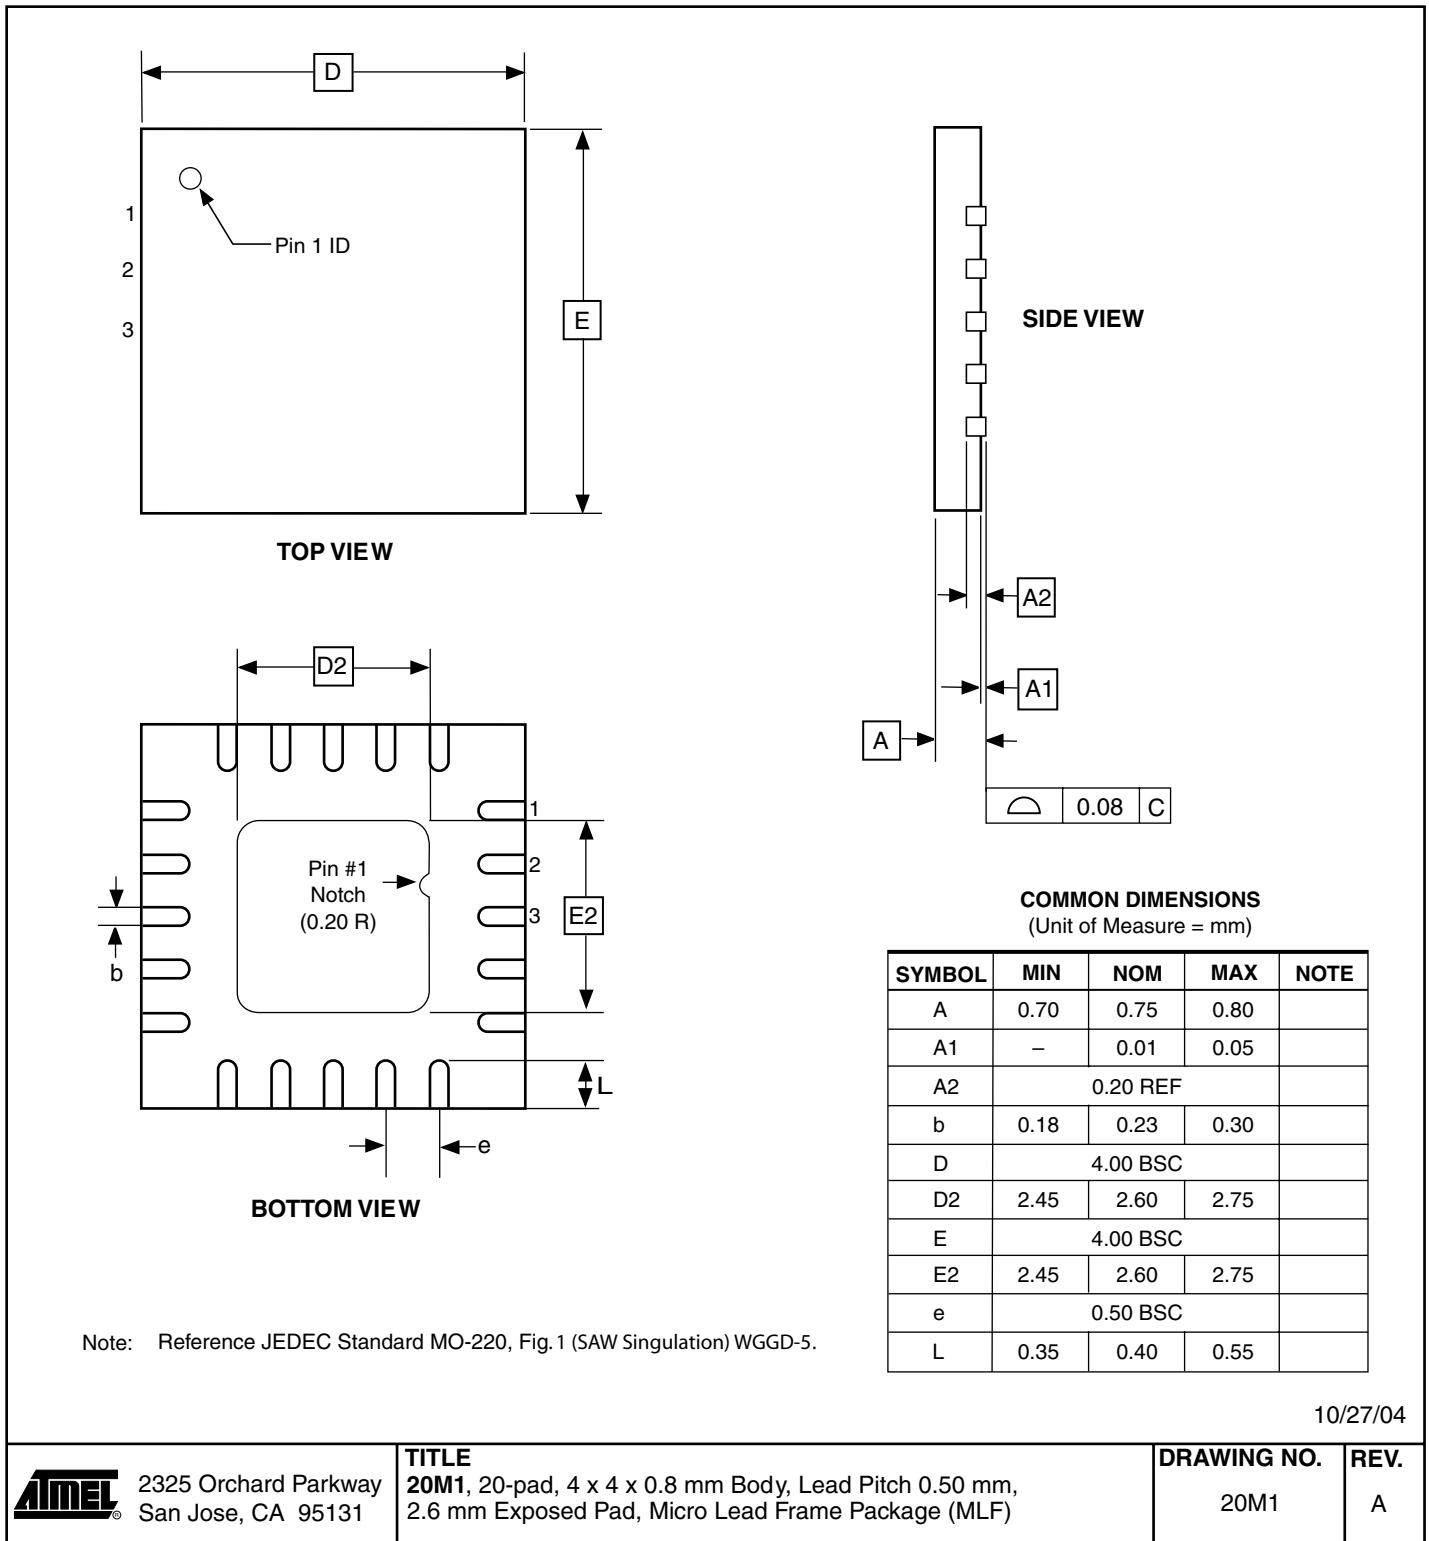 D
1
2
3
Pin 1 ID
E
TOP VIEW
SIDE VIEW
A2
A1
A
0.08 C
D2
1
2
3
Pin #1
Notch
(0.20 R)
E2
b
L
e
BOTTOM VIEW
COMMON DIMENSIONS
(Unit of Measure = mm)
SYMBOL MIN NOM MAX NOTE
A 0.70 0.75 0.80
A1 – 0.01 0.05
A2 0.20 REF
b 0.18 0.23 0.30
D 4.00 BSC
D2 2.45 2.60 2.75
E 4.00 BSC
E2 2.45 2.60 2.75
e 0.50 BSC
L 0.35 0.40 0.55
Note: Reference JEDEC Standard MO-220, Fig. 1 (SAW Singulation) WGGD-5.
10/27/04
ATMEL ®
2325 Orchard Parkway
San Jose, CA 95131
TITLE
20M1, 20-pad, 4 x 4 x 0.8 mm Body, Lead Pitch 0.50 mm,
2.6 mm Exposed Pad, Micro Lead Frame Package (MLF)
DRAWING NO.
20M1
REV.
A